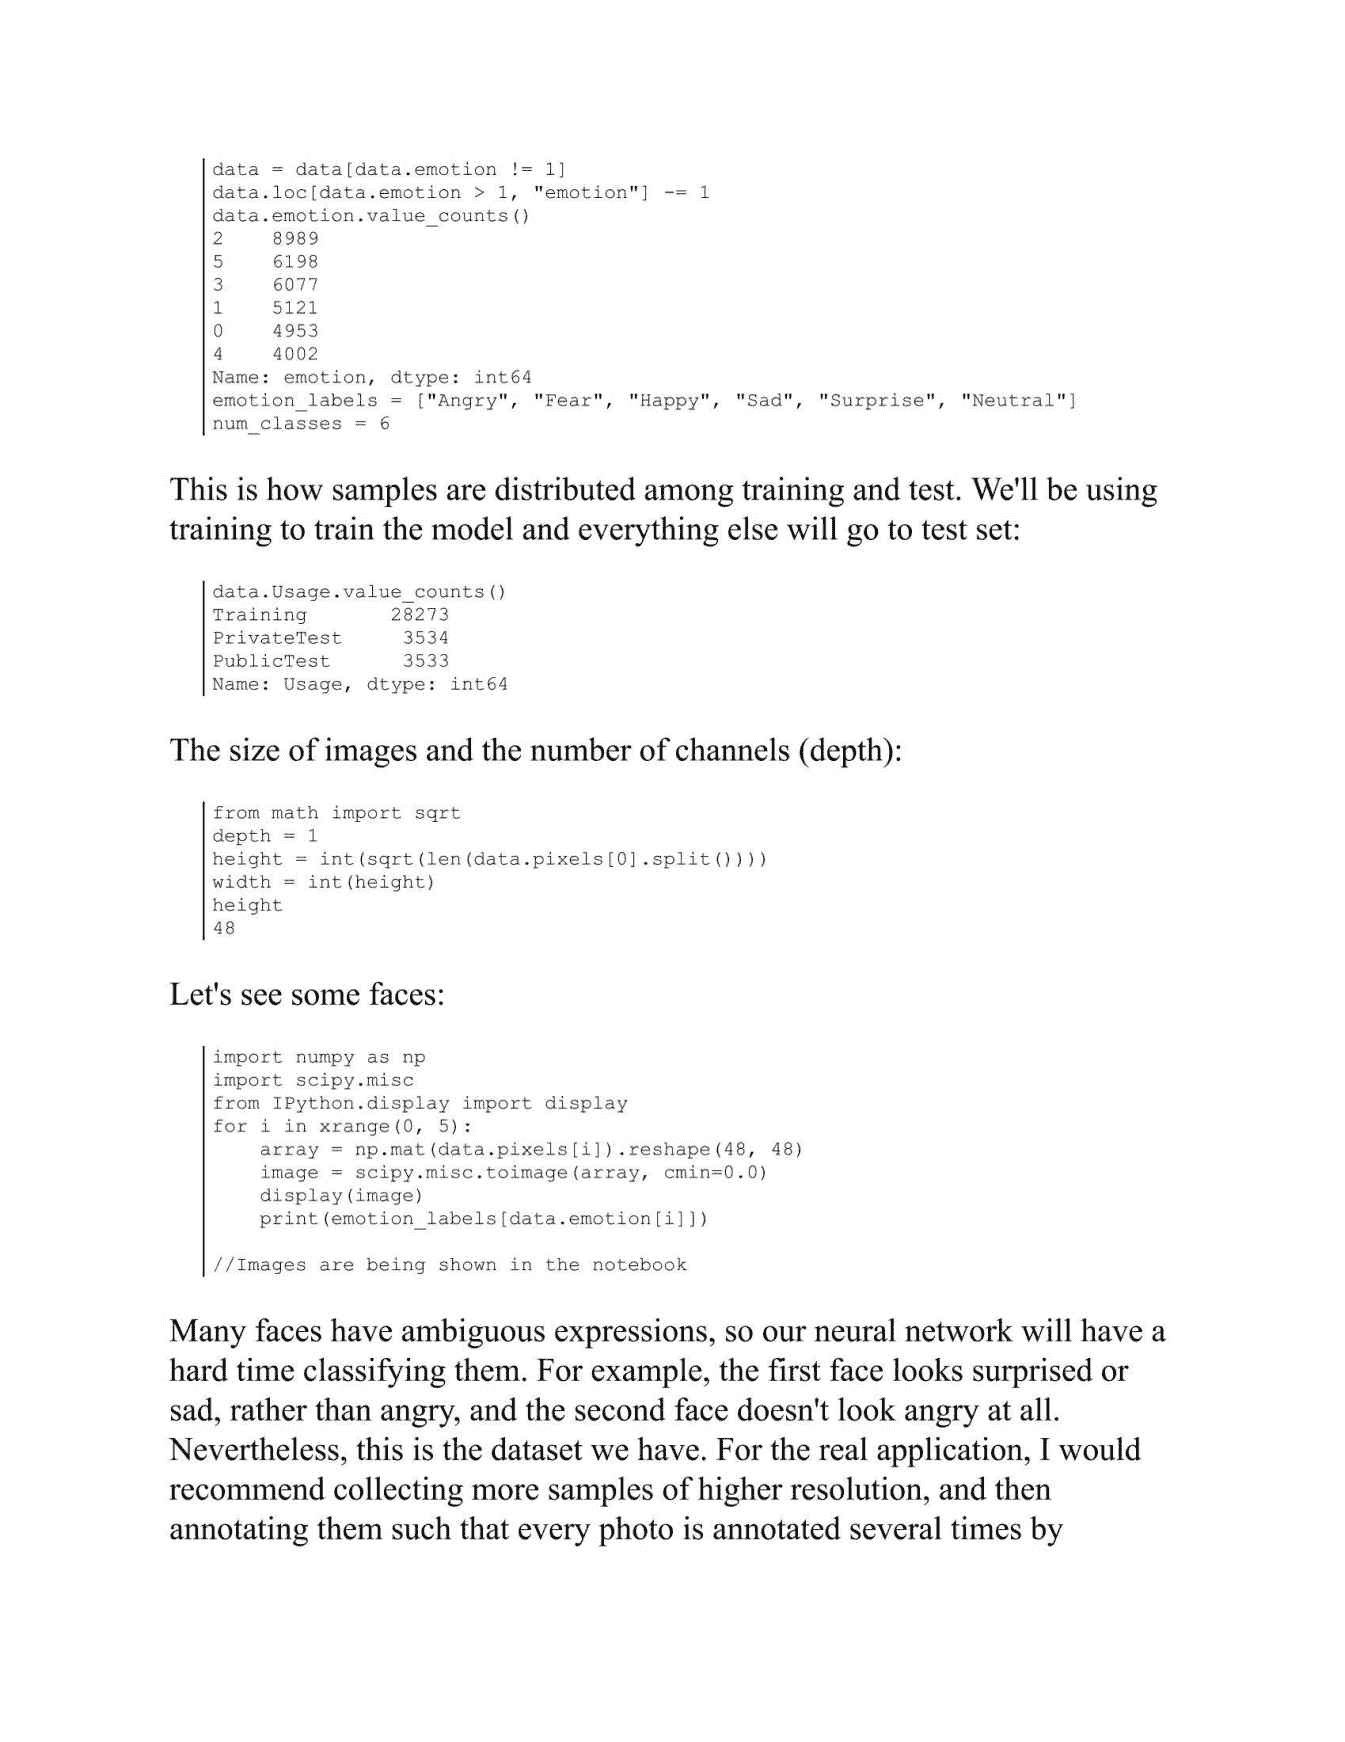 data = data[data.emotion != 1]
data.loc[data.emotion > 1, "emotion"] -= 1
data.emotion.value_counts()
2    8989
5    6198
3    6077
1    5121
0    4953
4    4002
Name: emotion, dtype: int64
emotion_labels = ["Angry", "Fear", "Happy", "Sad", "Surprise", "Neutral"]
num_classes = 6
This is how samples are distributed among training and test. We'll be using
training to train the model and everything else will go to test set:
data.Usage.value_counts()
Training       28273
PrivateTest     3534
PublicTest      3533
Name: Usage, dtype: int64
The size of images and the number of channels (depth):
from math import sqrt
depth = 1
height = int(sqrt(len(data.pixels[0].split())))
width = int(height)
height
48
Let's see some faces:
import numpy as np
import scipy.misc
from IPython.display import display
for i in xrange(0, 5):
    array = np.mat(data.pixels[i]).reshape(48, 48)
    image = scipy.misc.toimage(array, cmin=0.0)
    display(image)
    print(emotion_labels[data.emotion[i]])
//Images are being shown in the notebook
Many faces have ambiguous expressions, so our neural network will have a
hard time classifying them. For example, the first face looks surprised or
sad, rather than angry, and the second face doesn't look angry at all.
Nevertheless, this is the dataset we have. For the real application, I would
recommend collecting more samples of higher resolution, and then
annotating them such that every photo is annotated several times by